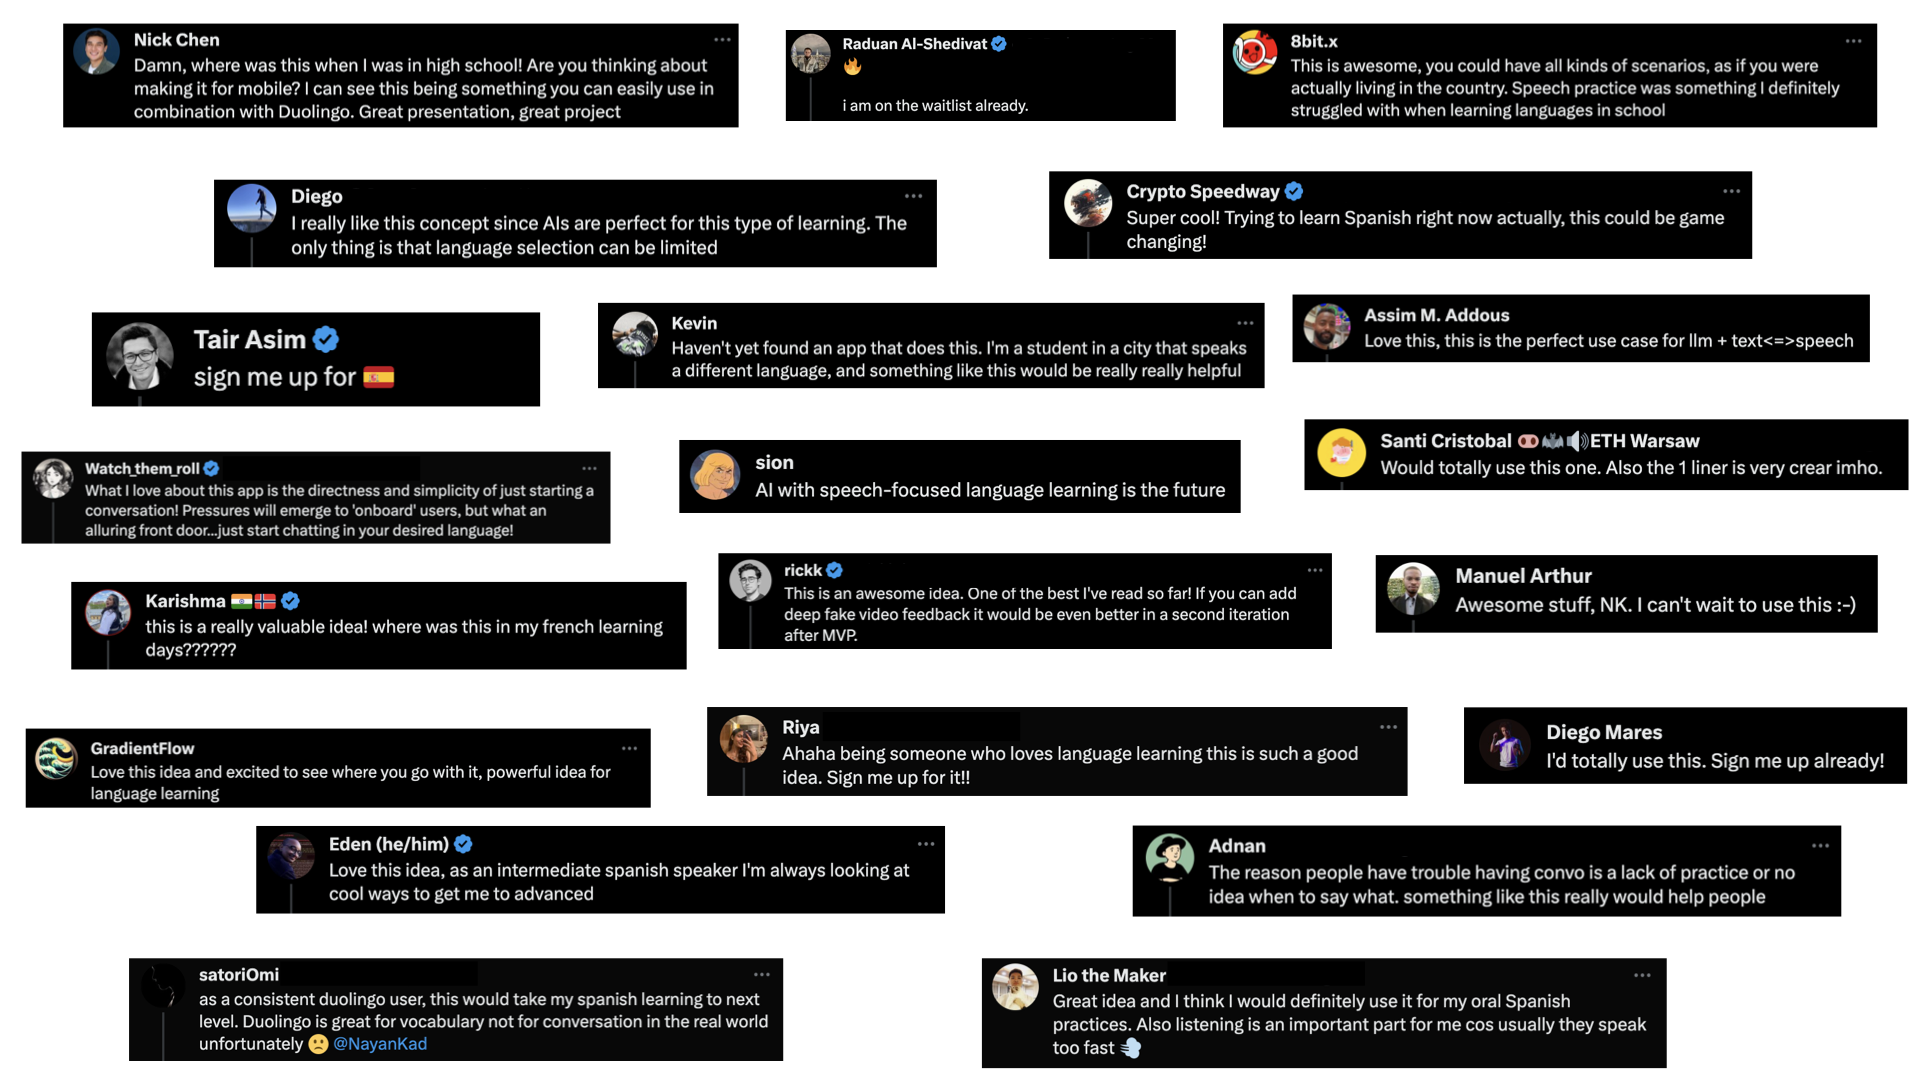 Nick Chen
Damn, where was this when I was in high school! Are you thinking about
making it for mobile? I can see this being something you can easily use in
combination with Duolingo. Great presentation, great project
Raduan Al-Shedivat
🔥
i am on the waitlist already.
8bit.x
This is awesome, you could have all kinds of scenarios, as if you were
actually living in the country. Speech practice was something I definitely
struggled with when learning languages in school
Diego
I really like this concept since AIs are perfect for this type of learning. The
only thing is that language selection can be limited
Crypto Speedway
Super cool! Trying to learn Spanish right now actually, this could be game
changing!
Tair Asim
sign me up for 🇪🇸
Kevin
Haven't yet found an app that does this. I'm a student in a city that speaks
a different language, and something like this would be really really helpful
Assim M. Addous
Love this, this is the perfect use case for llm + text<=>speech
Watch_them_roll
What I love about this app is the directness and simplicity of just starting a
conversation! Pressures will emerge to 'onboard' users, but what an
alluring front door...just start chatting in your desired language!
sion
AI with speech-focused language learning is the future
Santi Cristobal 🐽🦇🔊ETH Warsaw
Would totally use this one. Also the 1 liner is very crear imho.
Karishma 🇮🇳🇳🇴
this is a really valuable idea! where was this in my french learning
days??????
rickk
This is an awesome idea. One of the best I've read so far! If you can add
deep fake video feedback it would be even better in a second iteration
after MVP.
Manuel Arthur
Awesome stuff, NK. I can't wait to use this :-)
GradientFlow
Love this idea and excited to see where you go with it, powerful idea for
language learning
Riya
Ahaha being someone who loves language learning this is such a good
idea. Sign me up for it!!
Diego Mares
I'd totally use this. Sign me up already!
Eden (he/him)
Love this idea, as an intermediate spanish speaker I'm always looking at
cool ways to get me to advanced
Adnan
The reason people have trouble having convo is a lack of practice or no
idea when to say what. something like this really would help people
satoriOmi
as a consistent duolingo user, this would take my spanish learning to next
level. Duolingo is great for vocabulary not for conversation in the real world
unfortunately 🙁 @NayanKad
Lio the Maker
Great idea and I think I would definitely use it for my oral Spanish
practices. Also listening is an important part for me cos usually they speak
too fast 💨